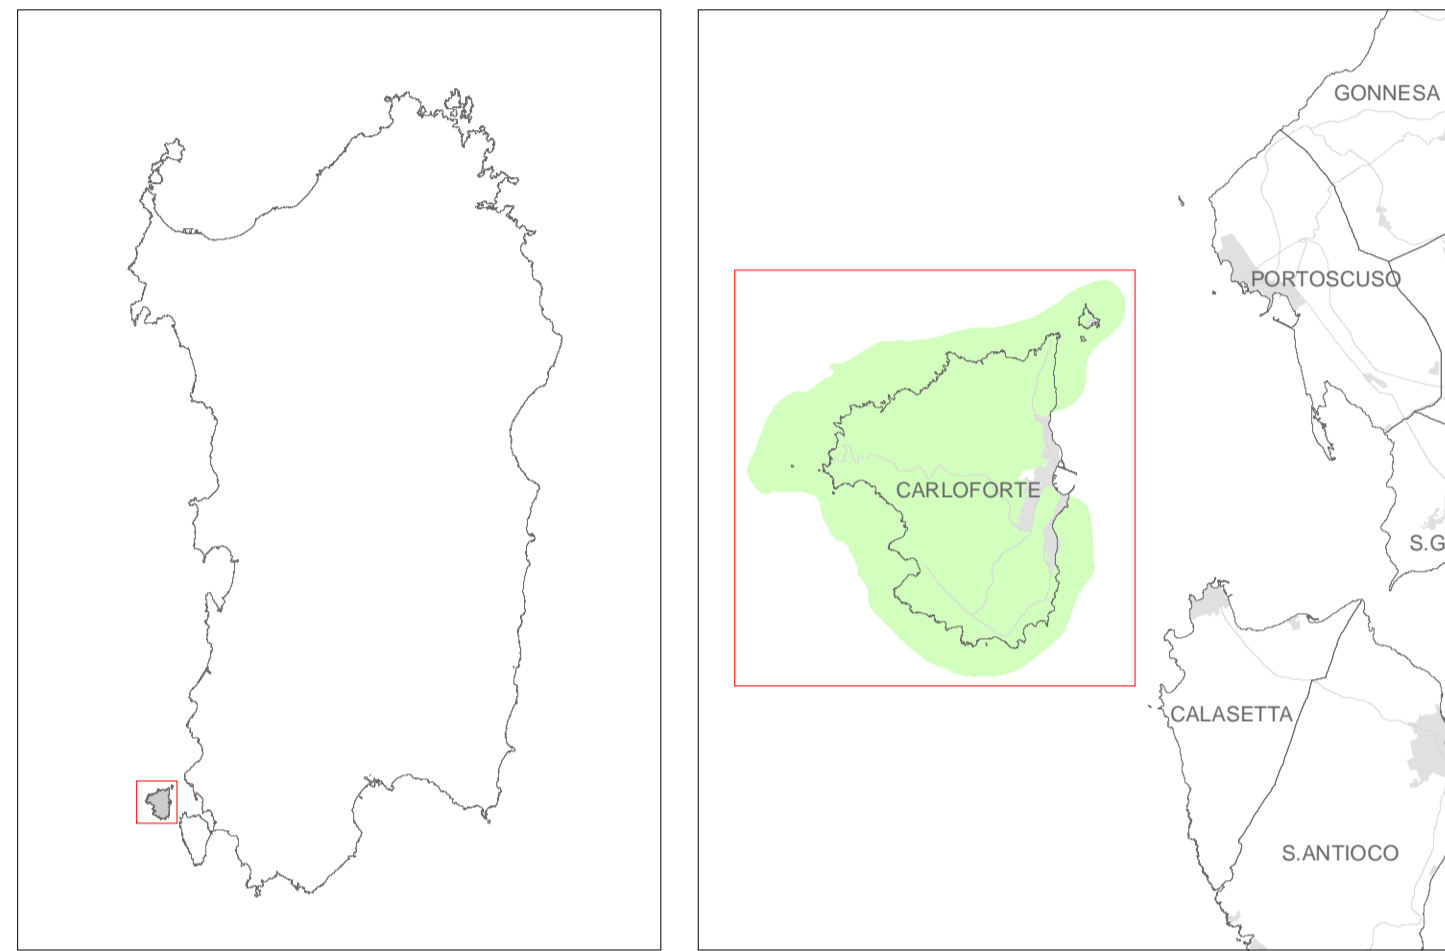 GONNESA
PORTOSCUSO
CARLOFORTE
S.G
CALASETTA
S.ANTIOCO